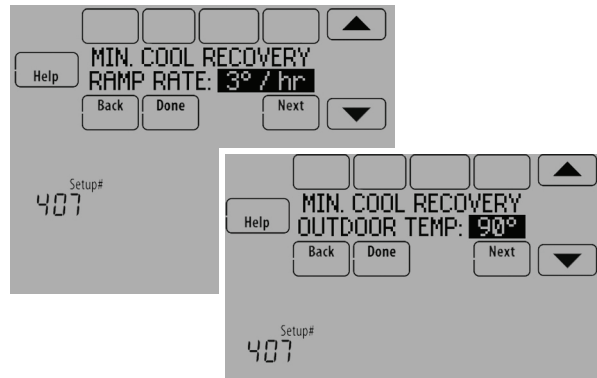 MIN. COOL RECOVERY
Help
RAMP RATE: 3° / hr
Back Done Next
Setup#
407
MIN. COOL RECOVERY
Help
OUTDOOR TEMP: 90°
Back Done Next
Setup#
407